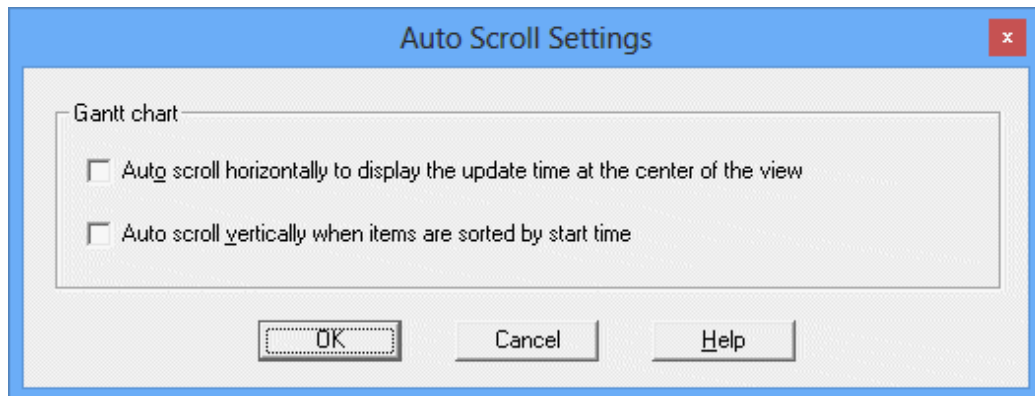 Auto Scroll Settings
x
Gantt chart
Auto scroll horizontally to display the update time at the center of the view
Auto scroll vertically when items are sorted by start time
OK Cancel Help